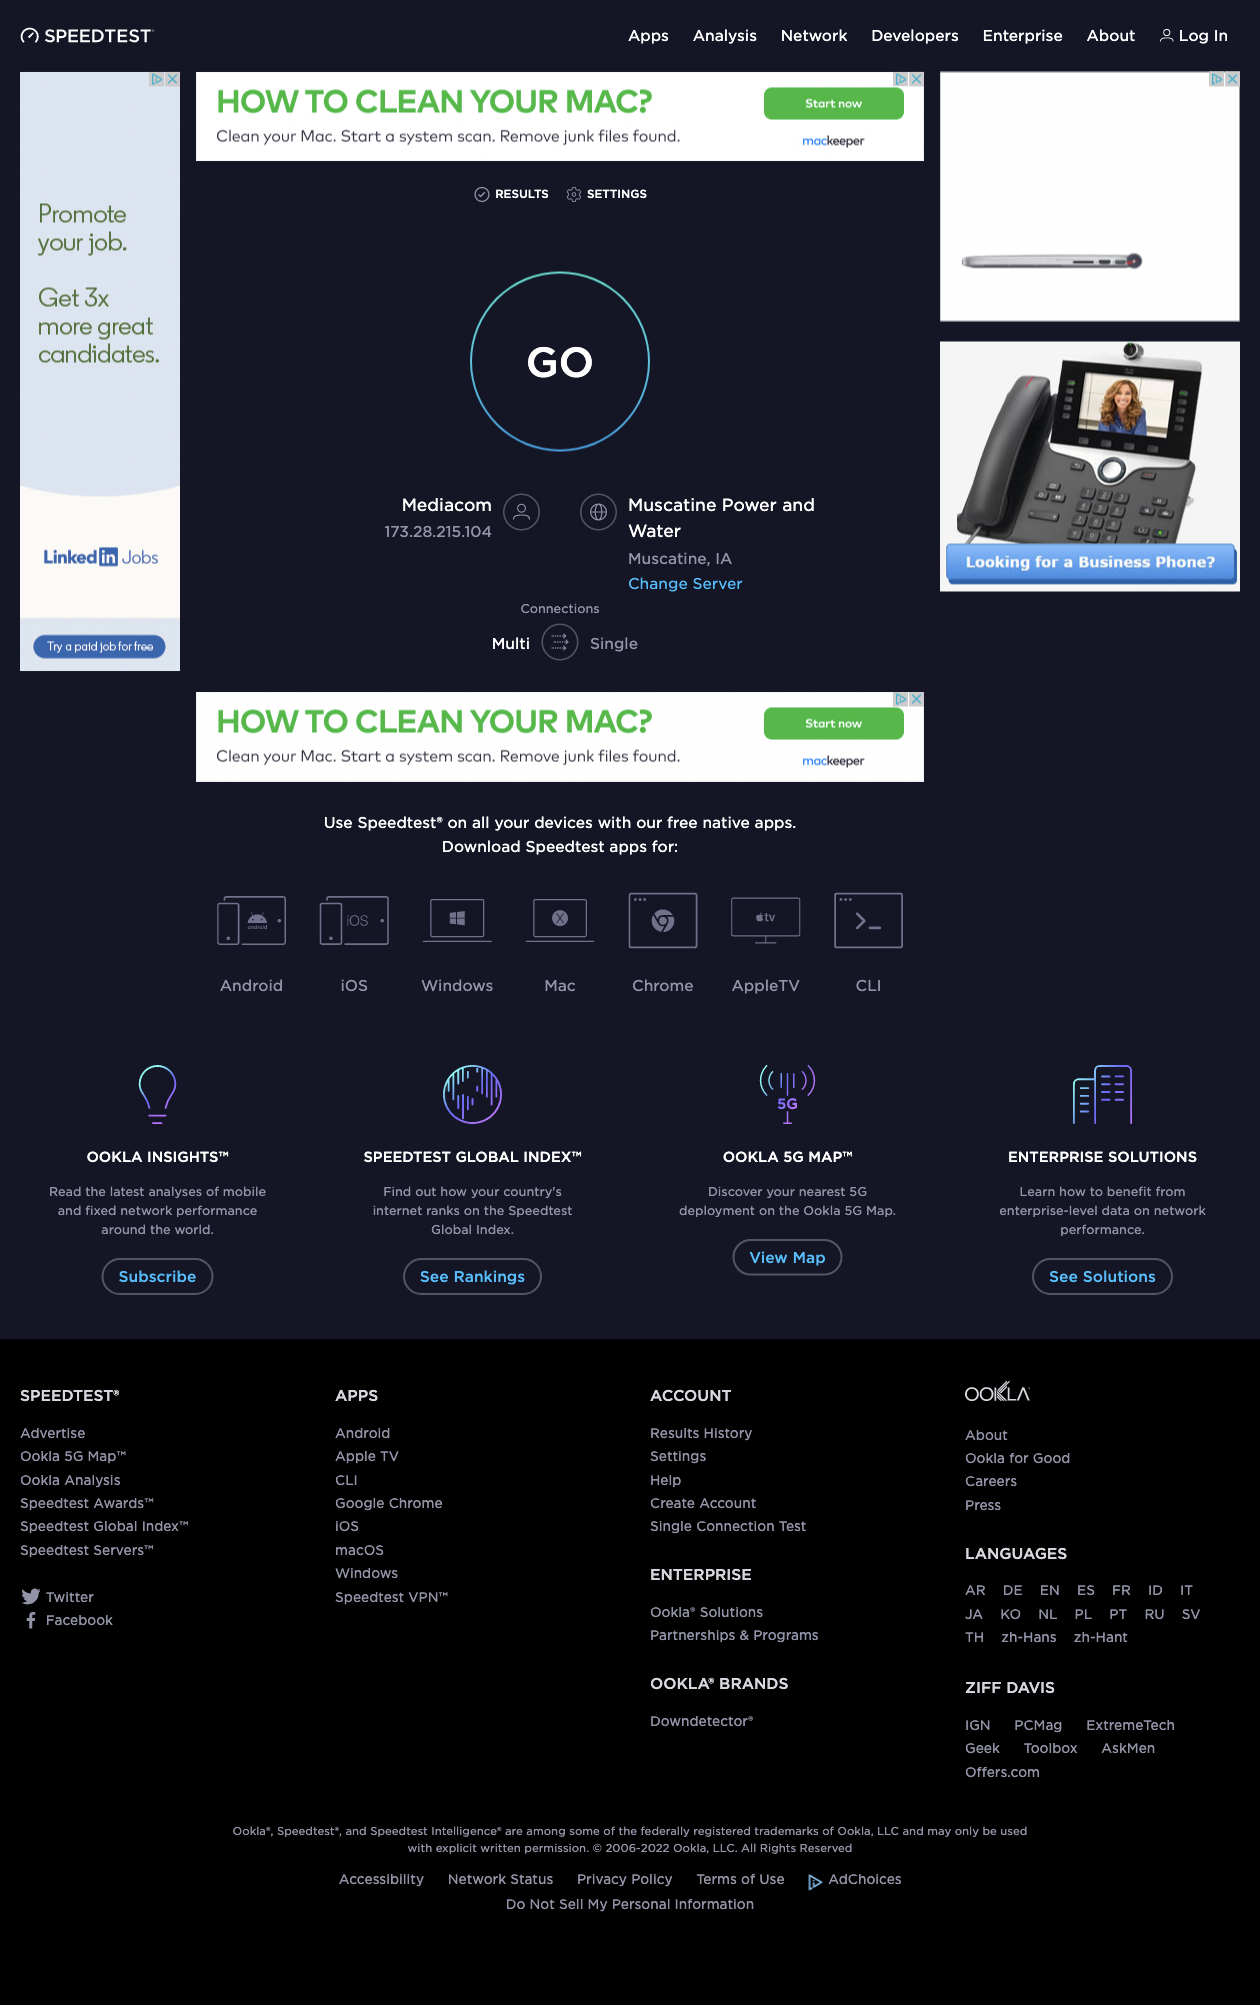 SPEEDTEST
Apps Analysis Network Developers Enterprise About Log In
Promote
your job.
Get 3x
more great
candidates.
Linked in Jobs
Try a paid job for free
HOW TO CLEAN YOUR MAC?
Clean your Mac. Start a system scan. Remove junk files found.
Start now
mackeeper
RESULTS SETTINGS
GO
Mediacom
173.28.215.104
Muscatine Power and
Water
Muscatine, IA
Change Server
Connections
Multi Single
Looking for a Business Phone?
HOW TO CLEAN YOUR MAC?
Clean your Mac. Start a system scan. Remove junk files found.
Start now
mackeeper
Use Speedtest® on all your devices with our free native apps.
Download Speedtest apps for:
android iOS X tv
Android iOS Windows Mac Chrome AppleTV CLI
5G
OOKLA INSIGHTS™
Read the latest analyses of mobile
and fixed network performance
around the world.
Subscribe
SPEEDTEST GLOBAL INDEX™
Find out how your country's
internet ranks on the Speedtest
Global Index.
See Rankings
OOKLA 5G MAP™
Discover your nearest 5G
deployment on the Ookla 5G Map.
View Map
ENTERPRISE SOLUTIONS
Learn how to benefit from
enterprise-level data on network
performance.
See Solutions
SPEEDTEST®
Advertise
Ookla 5G Map™
Ookla Analysis
Speedtest Awards™
Speedtest Global Index™
Speedtest Servers™
Twitter
Facebook
APPS
Android
Apple TV
CLI
Google Chrome
iOS
macOS
Windows
Speedtest VPN™
ACCOUNT
Results History
Settings
Help
Create Account
Single Connection Test
ENTERPRISE
Ookla® Solutions
Partnerships & Programs
OOKLA® BRANDS
Downdetector®
OOKLA
About
Ookla for Good
Careers
Press
LANGUAGES
AR DE EN ES FR ID IT
JA KO NL PL PT RU SV
TH zh-Hans zh-Hant
ZIFF DAVIS
IGN PCMag ExtremeTech
Geek Toolbox AskMen
Offers.com
Ookla®, Speedtest®, and Speedtest Intelligence® are among some of the federally registered trademarks of Ookla, LLC and may only be used
with explicit written permission. © 2006-2022 Ookla, LLC. All Rights Reserved
Accessibility Network Status Privacy Policy Terms of Use AdChoices
Do Not Sell My Personal Information